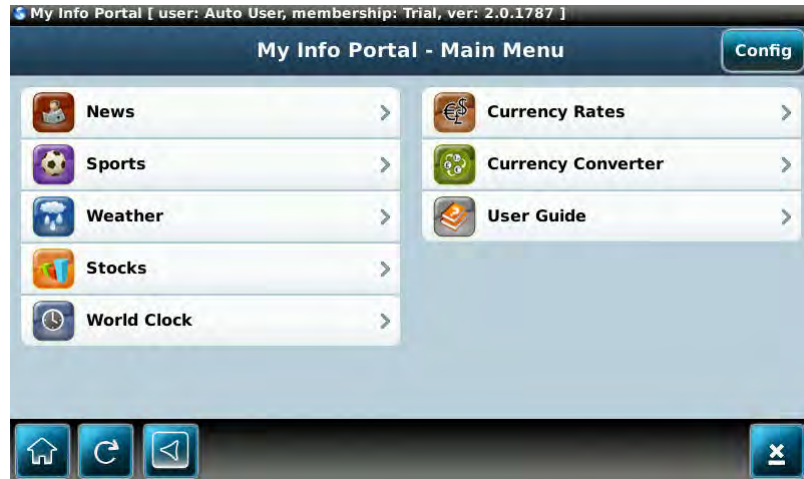 My Info Portal [ user: Auto User, membership: Trial, ver: 2.0.1787 ]
My Info Portal - Main Menu
Config
News
Sports
Weather
Stocks
World Clock
Currency Rates
Currency Converter
User Guide